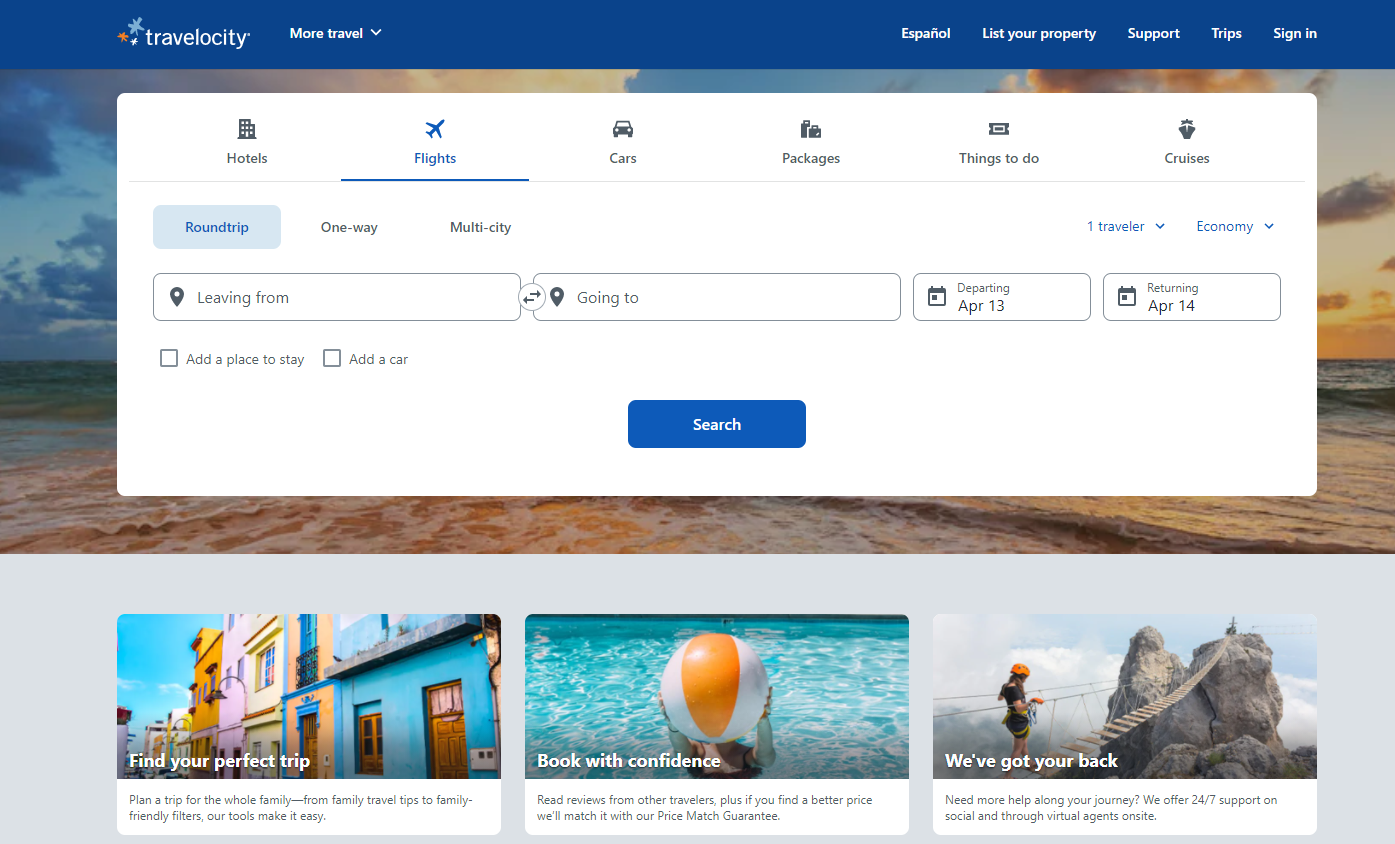 travelocity
More travel
Español
List your property
Support
Trips
Sign in
Hotels
Flights
Cars
Packages
Things to do
Cruises
Roundtrip
One-way
Multi-city
1 traveler
Economy
Leaving from
Going to
Departing
Apr 13
Returning
Apr 14
Add a place to stay
Add a car
Search
Find your perfect trip
Plan a trip for the whole family—from family travel tips to family-
friendly filters, our tools make it easy.
Book with confidence
Read reviews from other travelers, plus if you find a better price
we'll match it with our Price Match Guarantee.
We've got your back
Need more help along your journey? We offer 24/7 support on
social and through virtual agents onsite.